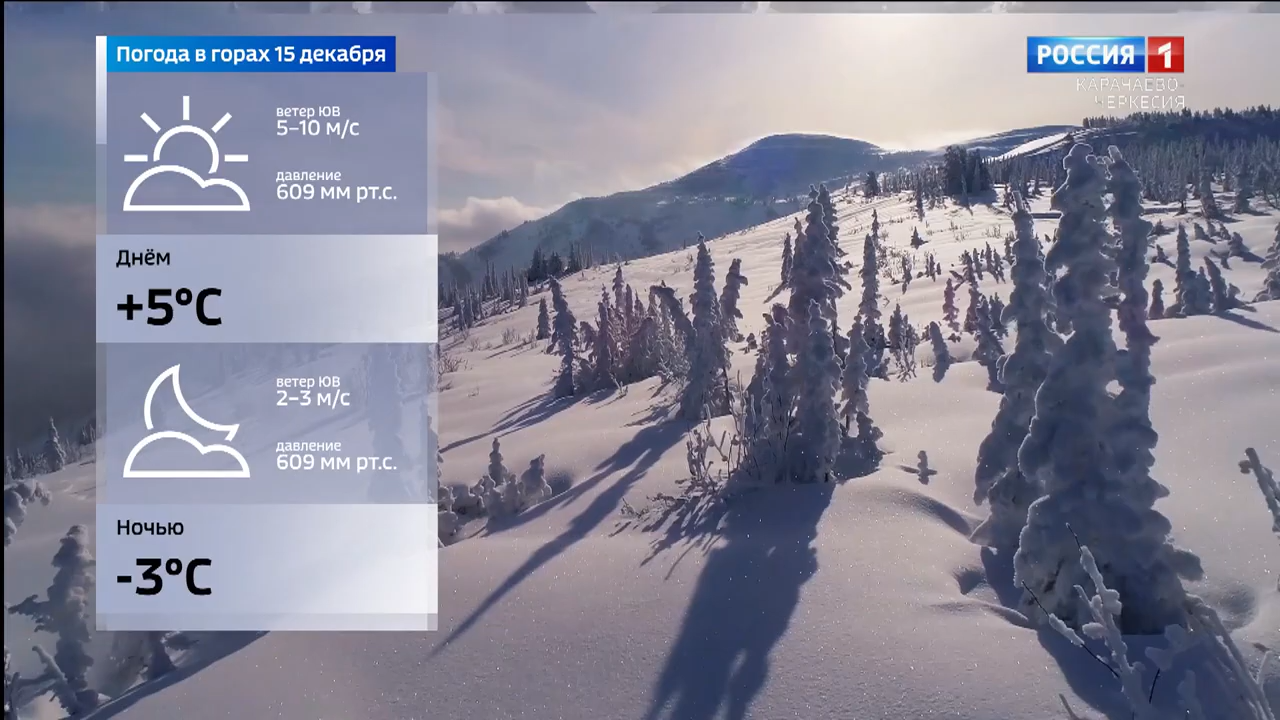 Погода в горах 15 декабря
РОССИЯ 1
КАРАЧАЕВО-
ЧЕРКЕСИЯ
ветер ЮВ
5–10 м/с
давление
609 мм рт.с.
Днём
+5°C
ветер ЮВ
2–3 м/с
давление
609 мм рт.с.
Ночью
-3°C